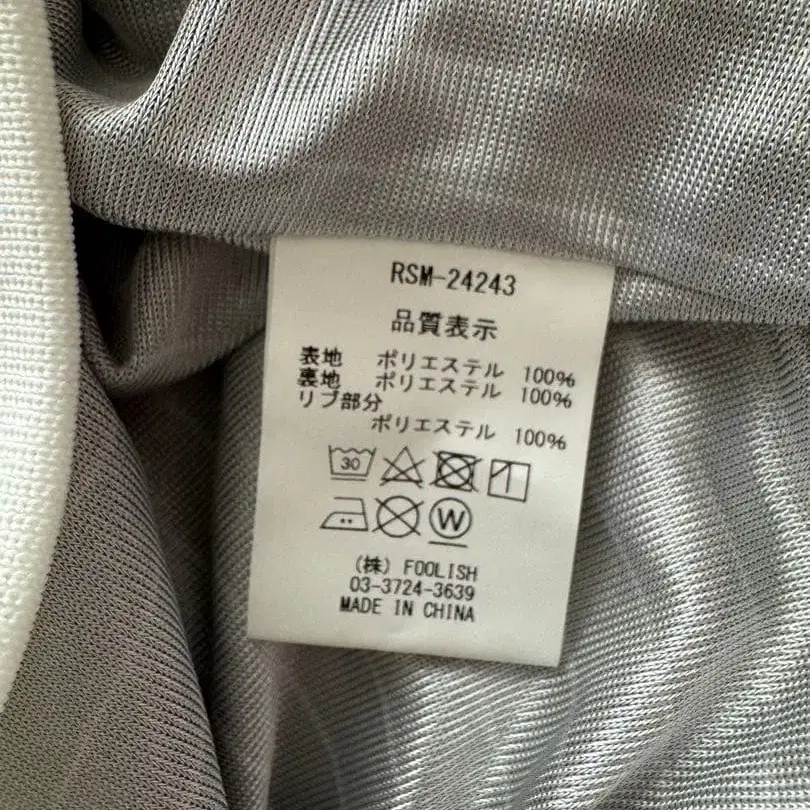 RSM-24243
品質表示
表地 ポリエステル 100%
裏地 ポリエステル 100%
リブ部分
ポリエステル 100%
30
W
(株) FOOLISH
03-3724-3639
MADE IN CHINA